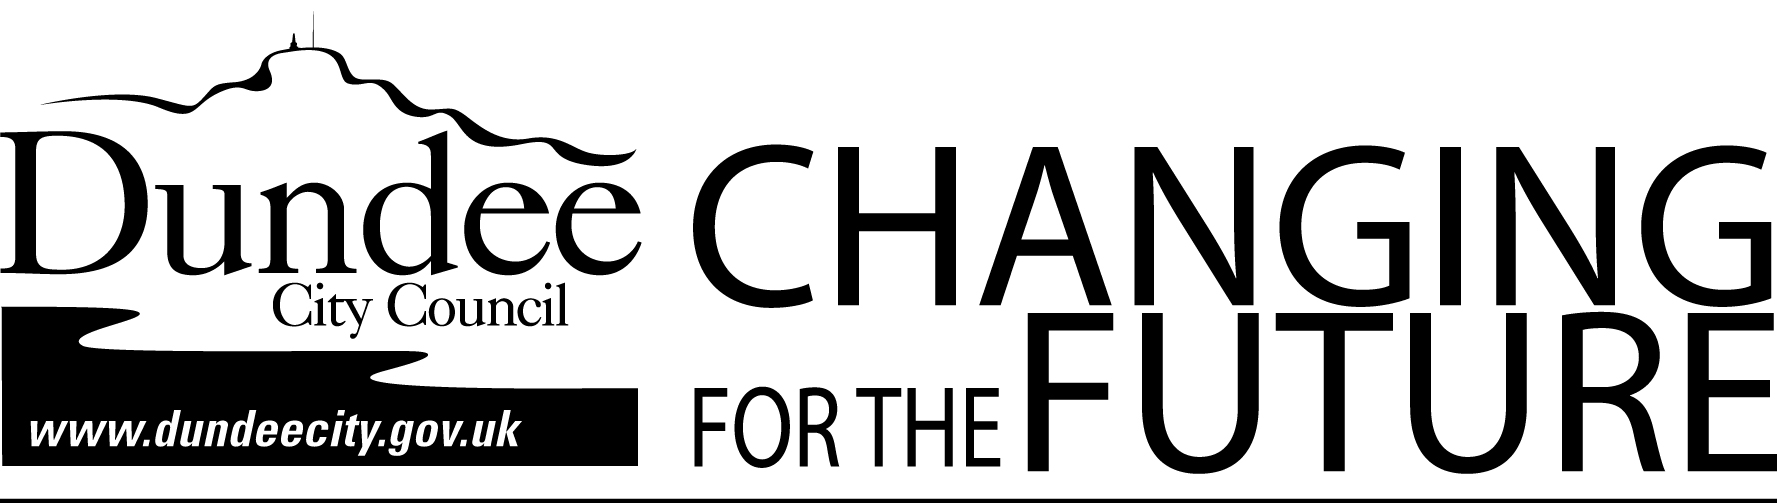 Dundee
City Council
www.dundeecity.gov.uk
CHANGING
FOR THE FUTURE